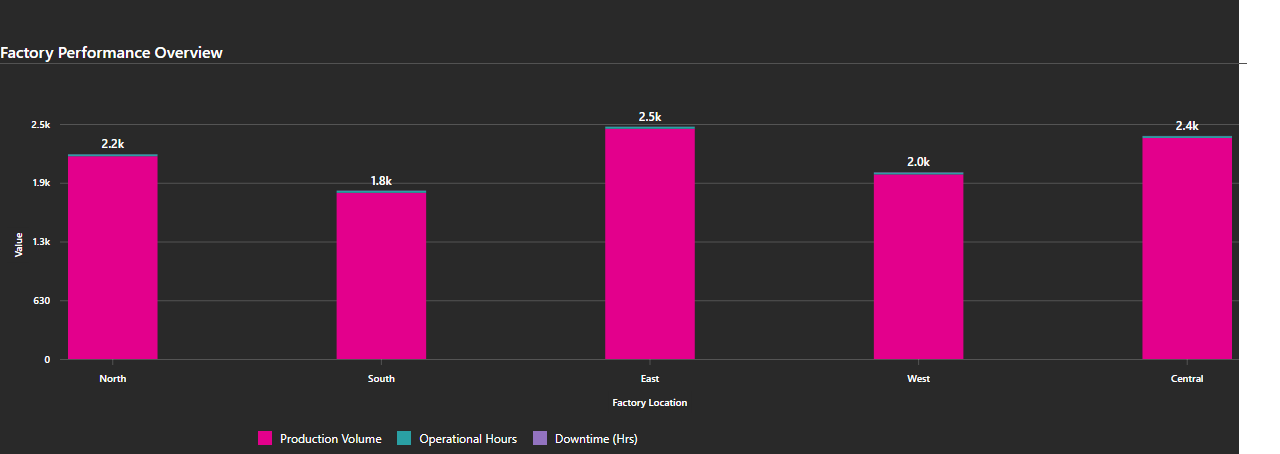 Factory Performance Overview
2.5k
1.9k
1.3k
630
0
Value
2.2k
1.8k
2.5k
2.0k
2.4k
North South East West Central
Factory Location
Production Volume Operational Hours Downtime (Hrs)